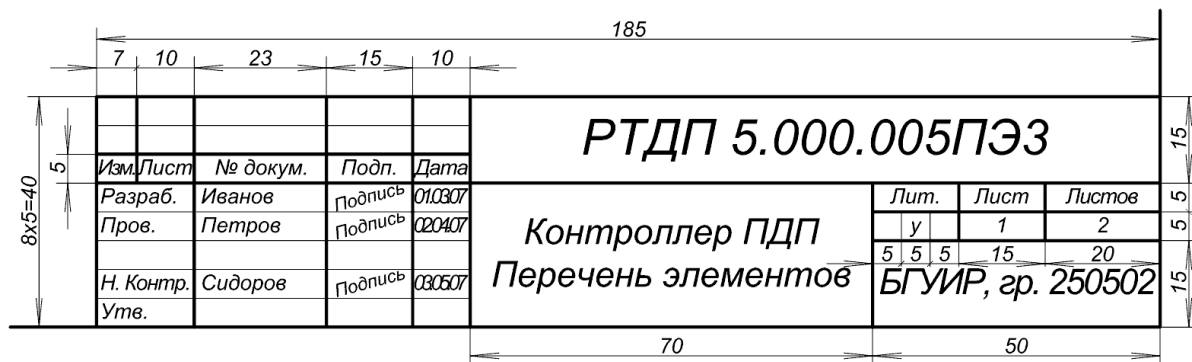 185
7 10 23 15 10
РТДП 5.000.005ПЭ3
15
8х5=40
5
Изм. Лист № докум. Подп. Дата
Разраб. Иванов Подпись 01.03.07
Пров. Петров Подпись 02.04.07
Н. Контр. Сидоров Подпись 03.05.07
Утв.
Контроллер ПДП
Перечень элементов
Лит. Лист Листов 5
у 1 2 5
5 5 5 15 20
БГУИР, гр. 250502
15
70 50